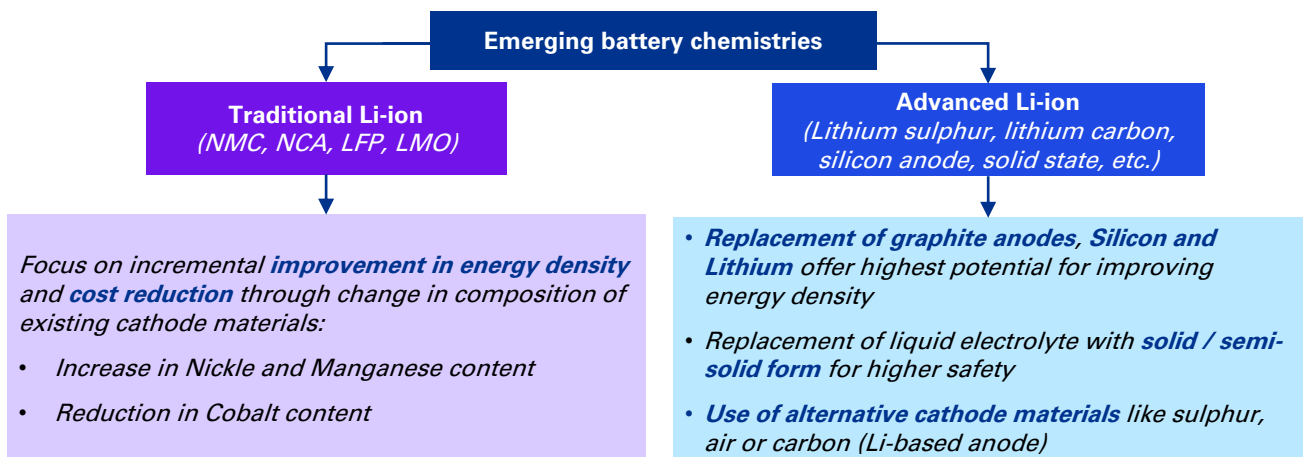 Emerging battery chemistries
Traditional Li-ion
(NMC, NCA, LFP, LMO)
Advanced Li-ion
(Lithium sulphur, lithium carbon,
silicon anode, solid state, etc.)
Focus on incremental improvement in energy density
and cost reduction through change in composition of
existing cathode materials:
• Increase in Nickle and Manganese content
• Reduction in Cobalt content
• Replacement of graphite anodes, Silicon and
Lithium offer highest potential for improving
energy density
• Replacement of liquid electrolyte with solid / semi-
solid form for higher safety
• Use of alternative cathode materials like sulphur,
air or carbon (Li-based anode)